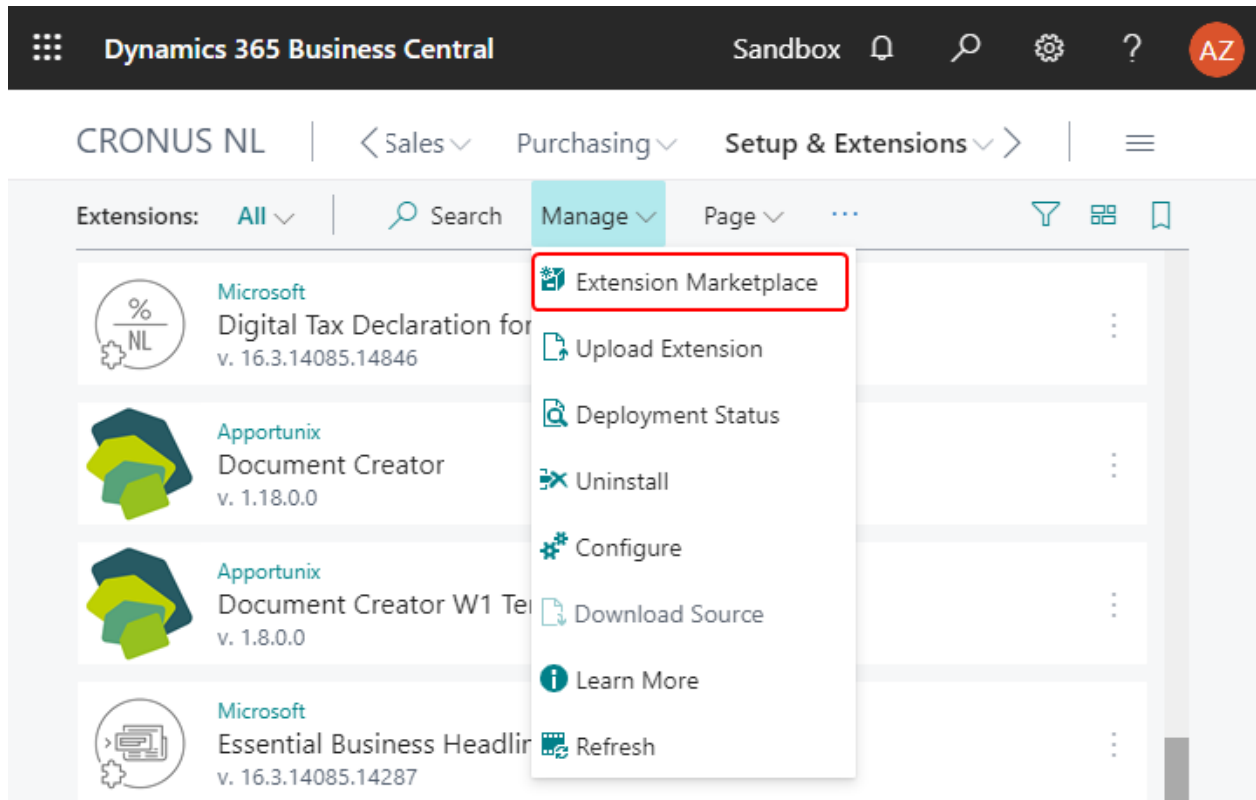 Dynamics 365 Business Central Sandbox ? AZ
CRONUS NL Sales Purchasing Setup & Extensions
Extensions: All Search Manage Page ...
Extension Marketplace
Upload Extension
Deployment Status
Uninstall
Configure
Download Source
Learn More
Refresh
% NL
Microsoft
Digital Tax Declaration for
v. 16.3.14085.14846
Apportunix
Document Creator
v. 1.18.0.0
Apportunix
Document Creator W1 Te
v. 1.8.0.0
Microsoft
Essential Business Headlin
v. 16.3.14085.14287